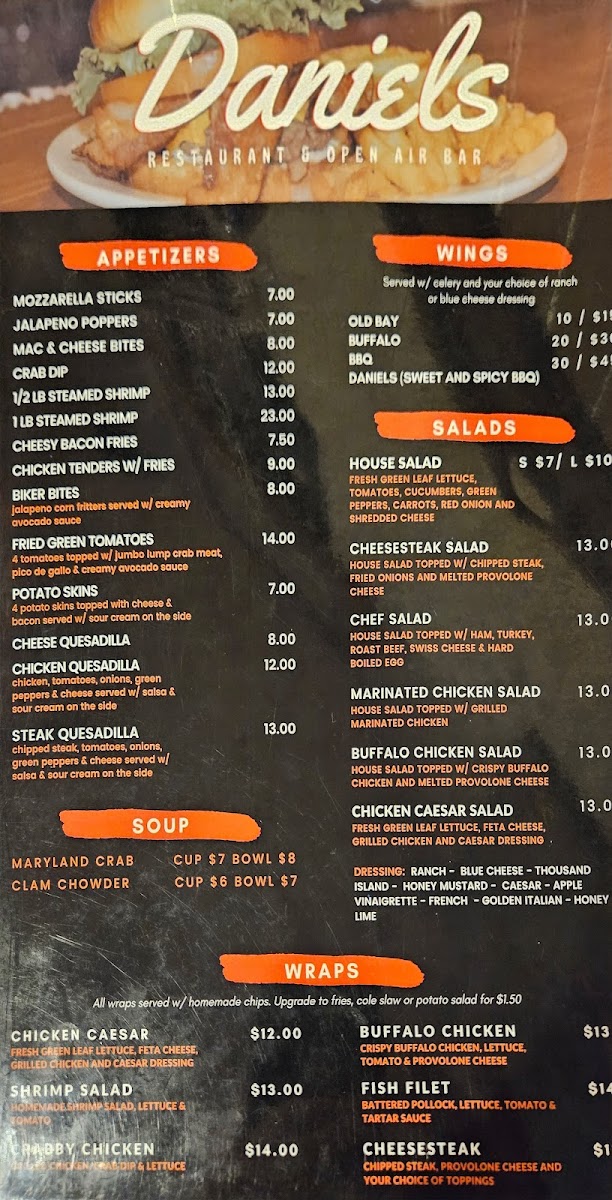 Daniels
RESTAURANT & OPEN AIR BAR
APPETIZERS
MOZZARELLA STICKS 7.00
JALAPENO POPPERS 7.00
MAC & CHEESE BITES 8.00
CRAB DIP 12.00
1/2 LB STEAMED SHRIMP 13.00
1 LB STEAMED SHRIMP 23.00
CHEESY BACON FRIES 7.50
CHICKEN TENDERS W/ FRIES 9.00
BIKER BITES 8.00
jalapeno corn fritters served w/ creamy
avocado sauce
FRIED GREEN TOMATOES 14.00
4 tomatoes topped w/ jumbo lump crab meat,
pico de gallo & creamy avocado sauce
POTATO SKINS 7.00
4 potato skins topped with cheese &
bacon served w/ sour cream on the side
CHEESE QUESADILLA 8.00
CHICKEN QUESADILLA 12.00
chicken, tomatoes, onions, green
peppers & cheese served w/ salsa &
sour cream on the side
STEAK QUESADILLA 13.00
chipped steak, tomatoes, onions,
green peppers & cheese served w/
salsa & sour cream on the side
SOUP
MARYLAND CRAB CUP $7 BOWL $8
CLAM CHOWDER CUP $6 BOWL $7
WINGS
Served w/ celery and your choice of ranch
or blue cheese dressing
OLD BAY 10 /
BUFFALO 20 /
BBQ 30 /
DANIELS (SWEET AND SPICY BBQ)
SALADS
HOUSE SALAD S $7/ L $10
FRESH GREEN LEAF LETTUCE,
TOMATOES, CUCUMBERS, GREEN
PEPPERS, CARROTS, RED ONION AND
SHREDDED CHEESE
CHEESESTEAK SALAD 13.0
HOUSE SALAD TOPPED W/ CHIPPED STEAK,
FRIED ONIONS AND MELTED PROVOLONE
CHEESE
CHEF SALAD 13.0
HOUSE SALAD TOPPED W/ HAM, TURKEY,
ROAST BEEF, SWISS CHEESE & HARD
BOILED EGG
MARINATED CHICKEN SALAD 13.0
HOUSE SALAD TOPPED W/ GRILLED
MARINATED CHICKEN
BUFFALO CHICKEN SALAD 13.0
HOUSE SALAD TOPPED W/ CRISPY BUFFALO
CHICKEN AND MELTED PROVOLONE CHEESE
CHICKEN CAESAR SALAD 13.0
FRESH GREEN LEAF LETTUCE, FETA CHEESE,
GRILLED CHICKEN AND CAESAR DRESSING
DRESSING: RANCH - BLUE CHEESE - THOUSAND
ISLAND - HONEY MUSTARD - CAESAR - APPLE
VINAIGRETTE - FRENCH - GOLDEN ITALIAN - HONEY
LIME
WRAPS
All wraps served w/ homemade chips. Upgrade to fries, cole slaw or potato salad for $1.50
CHICKEN CAESAR $12.00
FRESH GREEN LEAF LETTUCE, FETA CHEESE,
GRILLED CHICKEN AND CAESAR DRESSING
SHRIMP SALAD $13.00
HOMEMADE SHRIMP SALAD, LETTUCE &
TOMATO
CRABBY CHICKEN $14.00
CHICKEN, CRAB DIP & LETTUCE
BUFFALO CHICKEN $13
CRISPY BUFFALO CHICKEN, LETTUCE,
TOMATO & PROVOLONE CHEESE
FISH FILET $14
BATTERED POLLOCK, LETTUCE, TOMATO &
TARTAR SAUCE
CHEESESTEAK $1
CHIPPED STEAK, PROVOLONE CHEESE AND
YOUR CHOICE OF TOPPINGS